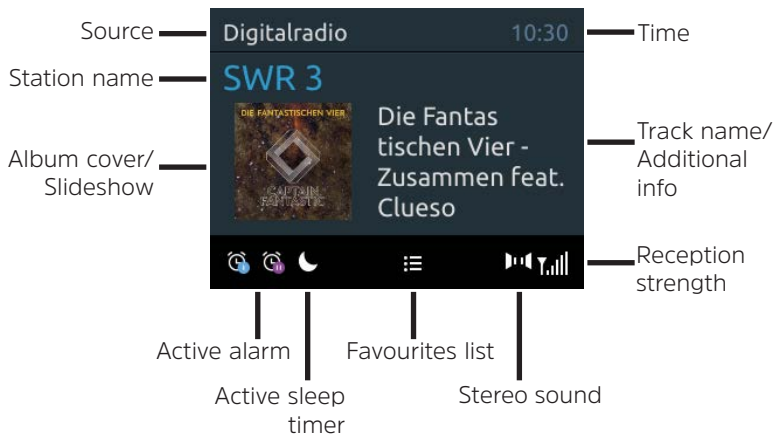 Source
Digitalradio
10:30
Time
Station name
SWR 3
Album cover/
Slideshow
DIE FANTASTISCHEN VIER
CAPTAIN
FANTASTIC
Die Fantas
tischen Vier -
Zusammen feat.
Clueso
Track name/
Additional
info
Reception
strength
Active alarm
Favourites list
Active sleep
timer
Stereo sound